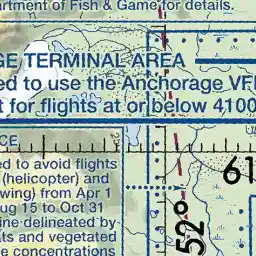 artment of Fish & Game for details.
GE TERMINAL AREA
ed to use the Anchorage VF
t for flights at or below 4100
CE
ed to avoid flights
(helicopter) and
wing) from Apr 1
ug 15 to Oct 31
ine delineated by
ats and vegetated
e concentrations
61
52